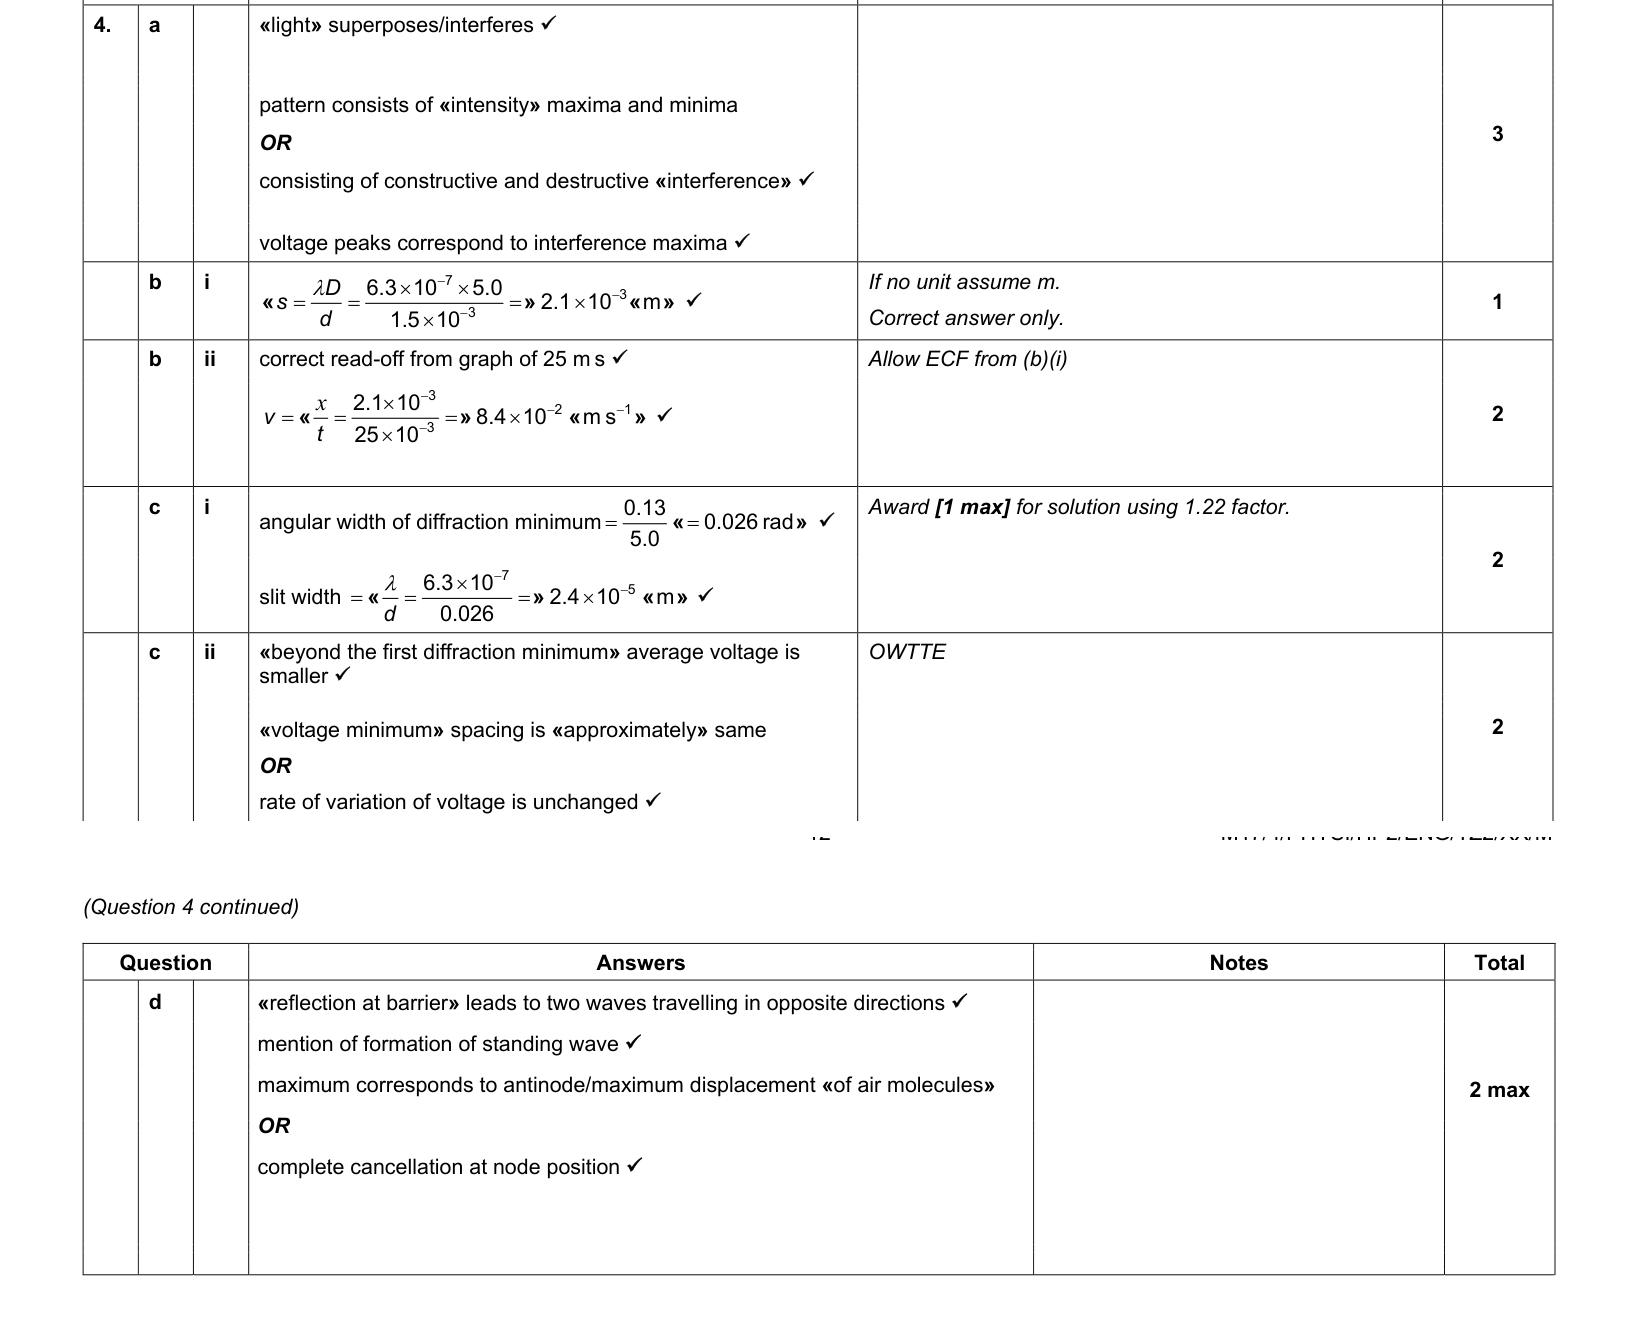 4. a «light» superposes/interferes ✓
pattern consists of «intensity» maxima and minima
OR
3
consisting of constructive and destructive «interference» ✓
voltage peaks correspond to interference maxima ✓
b i «s = λD/d = 6.3×10⁻⁷×5.0/1.5×10⁻³ =» 2.1×10⁻³ «m» ✓ If no unit assume m.
Correct answer only. 1
b ii correct read-off from graph of 25 m s ✓ Allow ECF from (b)(i)
v = «x/t = 2.1×10⁻³/25×10⁻³ =» 8.4×10⁻² «m s⁻¹» ✓ 2
c i angular width of diffraction minimum = 0.13/5.0 «= 0.026 rad» ✓ Award [1 max] for solution using 1.22 factor.
2
slit width = «λ/d = 6.3×10⁻⁷/0.026 =» 2.4×10⁻⁵ «m» ✓
c ii «beyond the first diffraction minimum» average voltage is OWTTE
smaller ✓
«voltage minimum» spacing is «approximately» same 2
OR
rate of variation of voltage is unchanged ✓
(Question 4 continued)
Question Answers Notes Total
d «reflection at barrier» leads to two waves travelling in opposite directions ✓
mention of formation of standing wave ✓
maximum corresponds to antinode/maximum displacement «of air molecules» 2 max
OR
complete cancellation at node position ✓